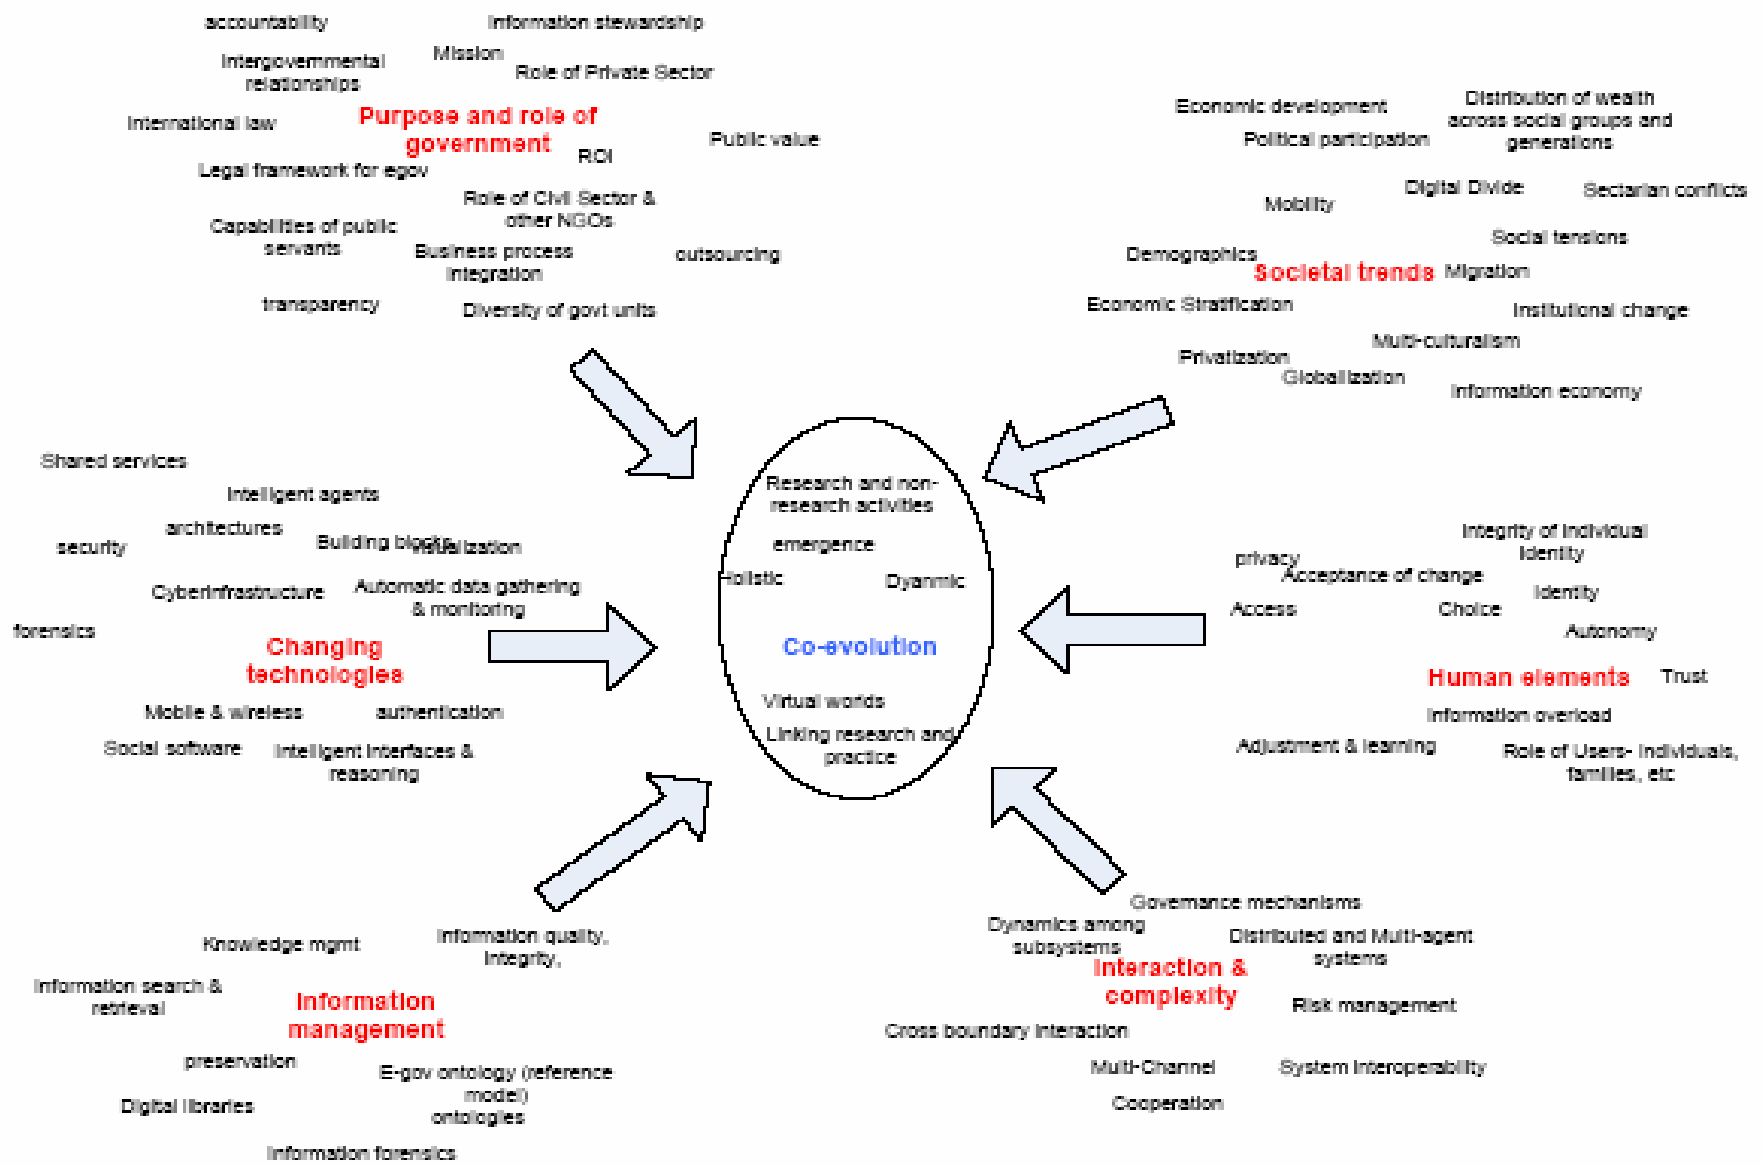 accountability
Information stewardship
Mission
Intergovernmental
relationships
Role of Private Sector
International law
Purpose and role of
government
ROI
Public value
Legal framework for egov
Role of Civil Sector &
other NGOs
Capabilities of public
servants
Business process
integration
outsourcing
transparency
Diversity of govt units
Economic development
Distribution of wealth
across social groups and
generations
Political participation
Digital Divide
Sectarian conflicts
Mobility
Social tensions
Demographics
Societal trends
Migration
Economic Stratification
Institutional change
Multi-culturalism
Privatization
Globalization
Information economy
Shared services
Intelligent agents
architectures
security
Building blocks
visualization
Cyberinfrastructure
Automatic data gathering
& monitoring
forensics
Changing
technologies
Mobile & wireless
authentication
Social software
Intelligent Interfaces &
reasoning
Research and non-
research activities
emergence
Holistic
Dyanmic
Co-evolution
Virtual worlds
Linking research and
practice
Integrity of individual
identity
privacy
Acceptance of change
Identity
Access
Choice
Autonomy
Human elements
Trust
Information overload
Adjustment & learning
Role of Users- Individuals,
families, etc
Knowledge mgmt
Information quality,
integrity,
Information search &
retrieval
Information
management
preservation
E-gov ontology (reference
model)
ontologies
Digital libraries
Information forensics
Governance mechanisms
Dynamics among
subsystems
Distributed and Multi-agent
systems
Interaction &
complexity
Risk management
Cross boundary interaction
Multi-Channel
System interoperability
Cooperation